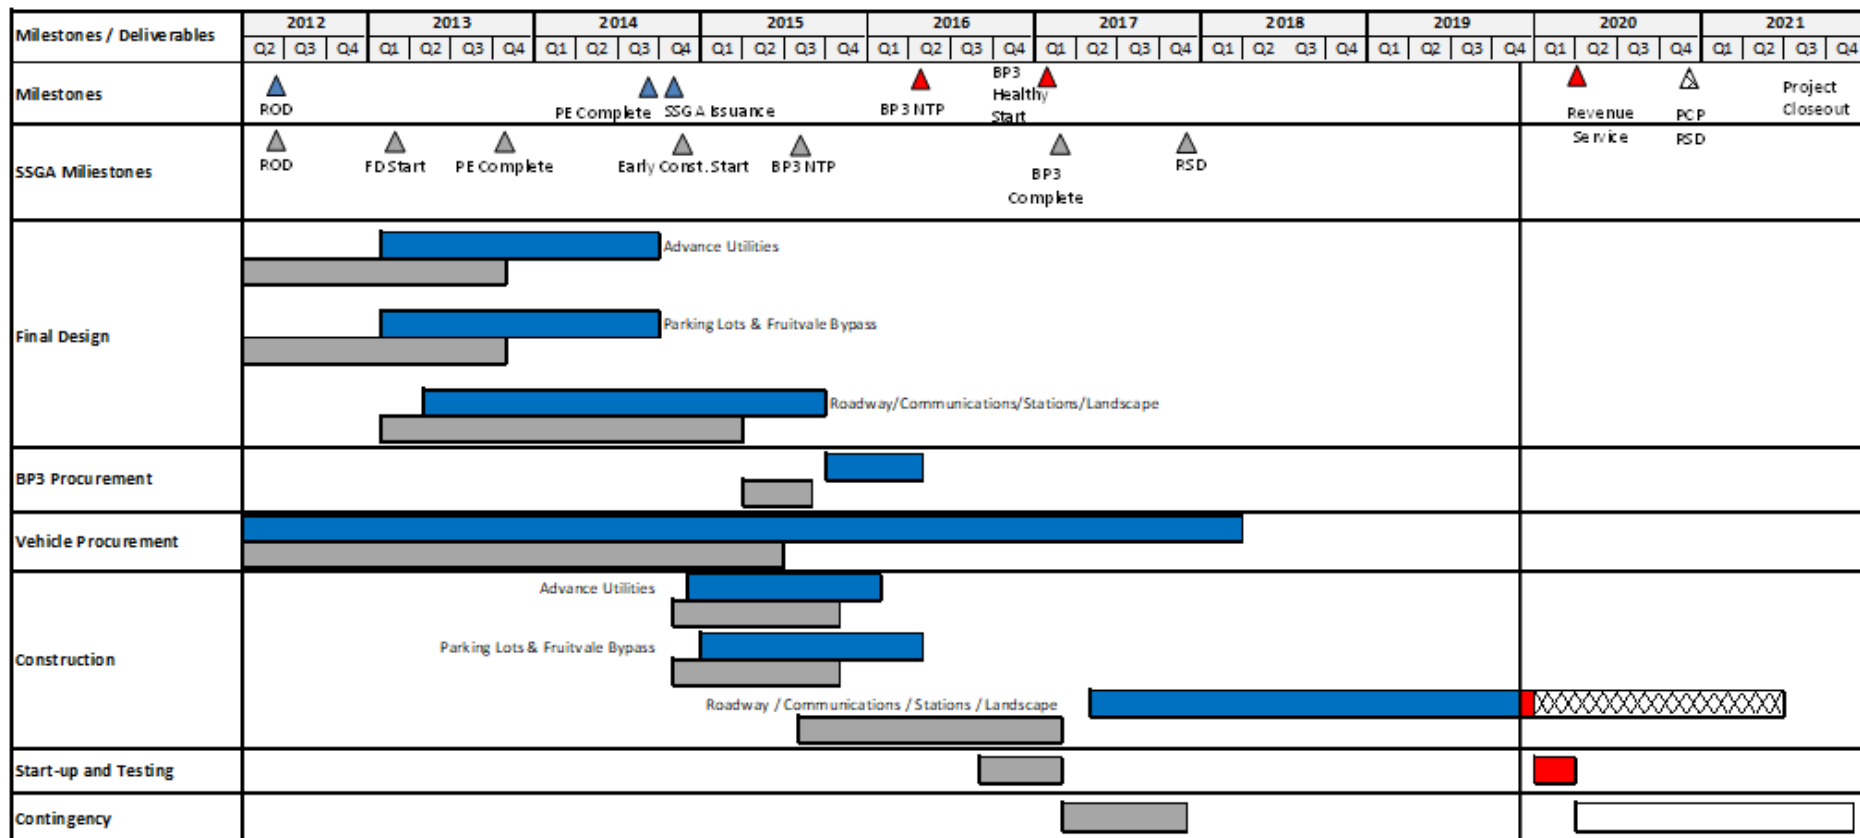 Milestones / Deliverables
2012 2013 2014 2015 2016 2017 2018 2019 2020 2021
Q2 Q3 Q4 Q1 Q2 Q3 Q4 Q1 Q2 Q3 Q4 Q1 Q2 Q3 Q4 Q1 Q2 Q3 Q4 Q1 Q2 Q3 Q4 Q1 Q2 Q3 Q4 Q1 Q2 Q3 Q4 Q1 Q2 Q3 Q4 Q1 Q2 Q3 Q4
Milestones
ROD
PE Complete
SSGA Issuance
BP3 NTP
BP3
Healthy
Start
Revenue
Service
PCP
RSD
Project
Closeout
SSGA Miliestones
ROD
FD Start
PE Complete
Early Const. Start
BP3 NTP
BP3
Complete
RSD
Final Design
Advance Utilities
Parking Lots & Fruitvale Bypass
Roadway/Communications/Stations/Landscape
BP3 Procurement
Vehicle Procurement
Construction
Advance Utilities
Parking Lots & Fruitvale Bypass
Roadway / Communications / Stations / Landscape
Start-up and Testing
Contingency